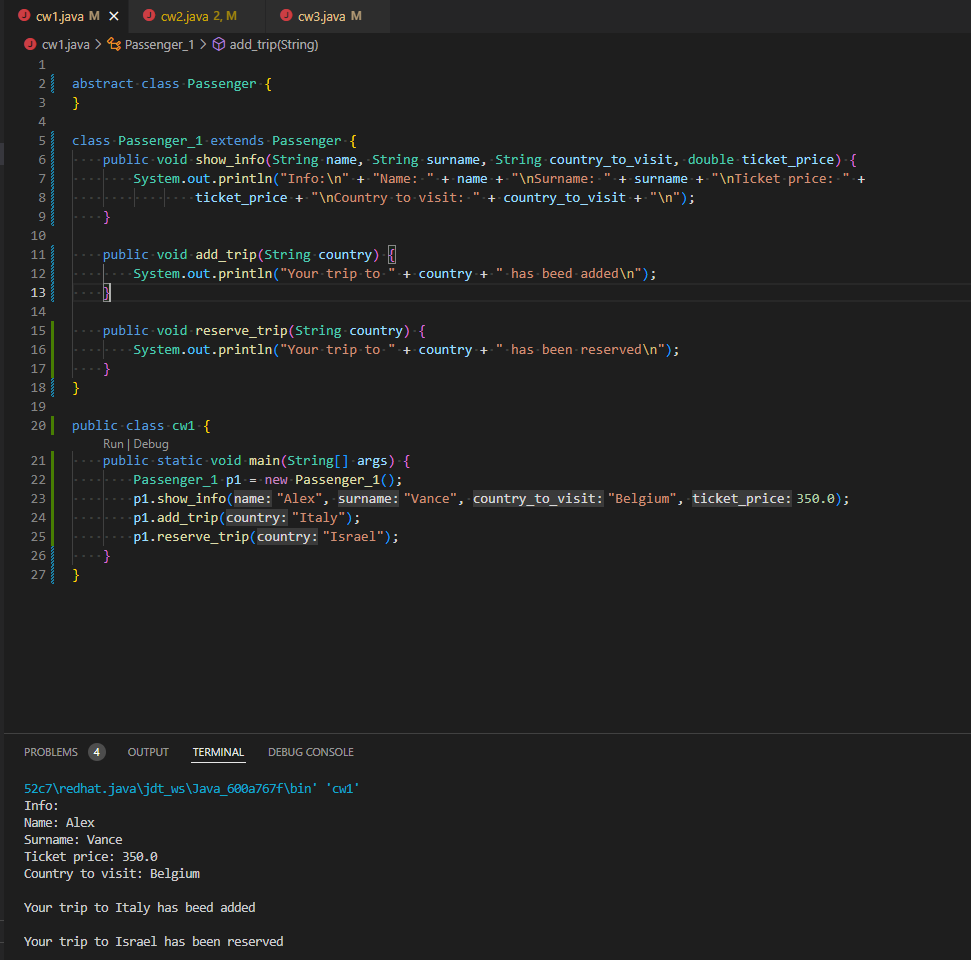 cw1.java M × cw2.java 2, M cw3.java M
cw1.java > Passenger_1 > add_trip(String)
1
2 abstract class Passenger {
3 }
4
5 class Passenger_1 extends Passenger {
6 public void show_info(String name, String surname, String country_to_visit, double ticket_price) {
7 System.out.println("Info:\n" + "Name: " + name + "\nSurname: " + surname + "\nTicket price: " +
8 ticket_price + "\nCountry to visit: " + country_to_visit + "\n");
9 }
10
11 public void add_trip(String country) {
12 System.out.println("Your trip to " + country + " has beed added\n");
13 }
14
15 public void reserve_trip(String country) {
16 System.out.println("Your trip to " + country + " has been reserved\n");
17 }
18 }
19
20 public class cw1 {
Run | Debug
21 public static void main(String[] args) {
22 Passenger_1 p1 = new Passenger_1();
23 p1.show_info(name: "Alex", surname: "Vance", country_to_visit: "Belgium", ticket_price: 350.0);
24 p1.add_trip(country: "Italy");
25 p1.reserve_trip(country: "Israel");
26 }
27 }
PROBLEMS 4 OUTPUT TERMINAL DEBUG CONSOLE
52c7\redhat.java\jdt_ws\Java_600a767f\bin' 'cw1'
Info:
Name: Alex
Surname: Vance
Ticket price: 350.0
Country to visit: Belgium
Your trip to Italy has beed added
Your trip to Israel has been reserved